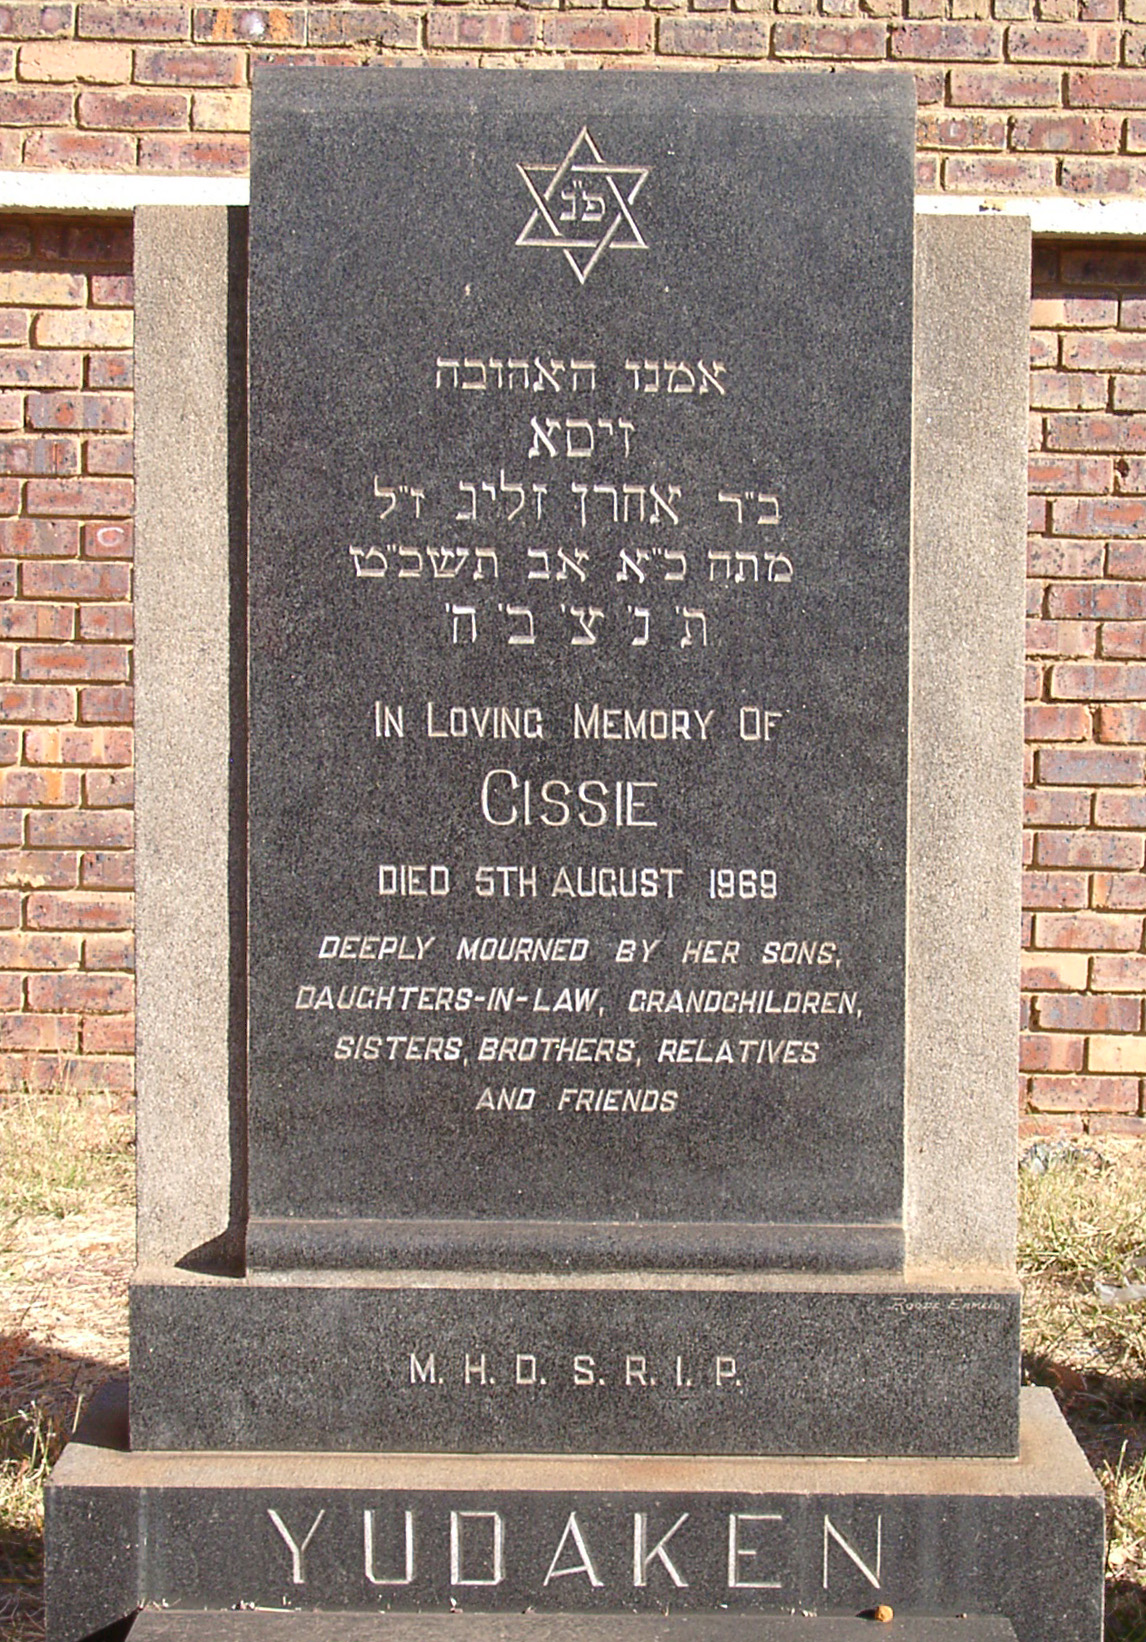 פ"נ
אמנו האהובה
זיסא
ב"ר אהרן זליג ז"ל
מתה כ"א אב תשכ"ט
ת' נ' צ' ב' ה'
IN LOVING MEMORY OF
CISSIE
DIED 5TH AUGUST 1969
DEEPLY MOURNED BY HER SONS,
DAUGHTERS-IN-LAW, GRANDCHILDREN,
SISTERS, BROTHERS, RELATIVES
AND FRIENDS
M. H. D. S. R. I. P.
YUDAKEN